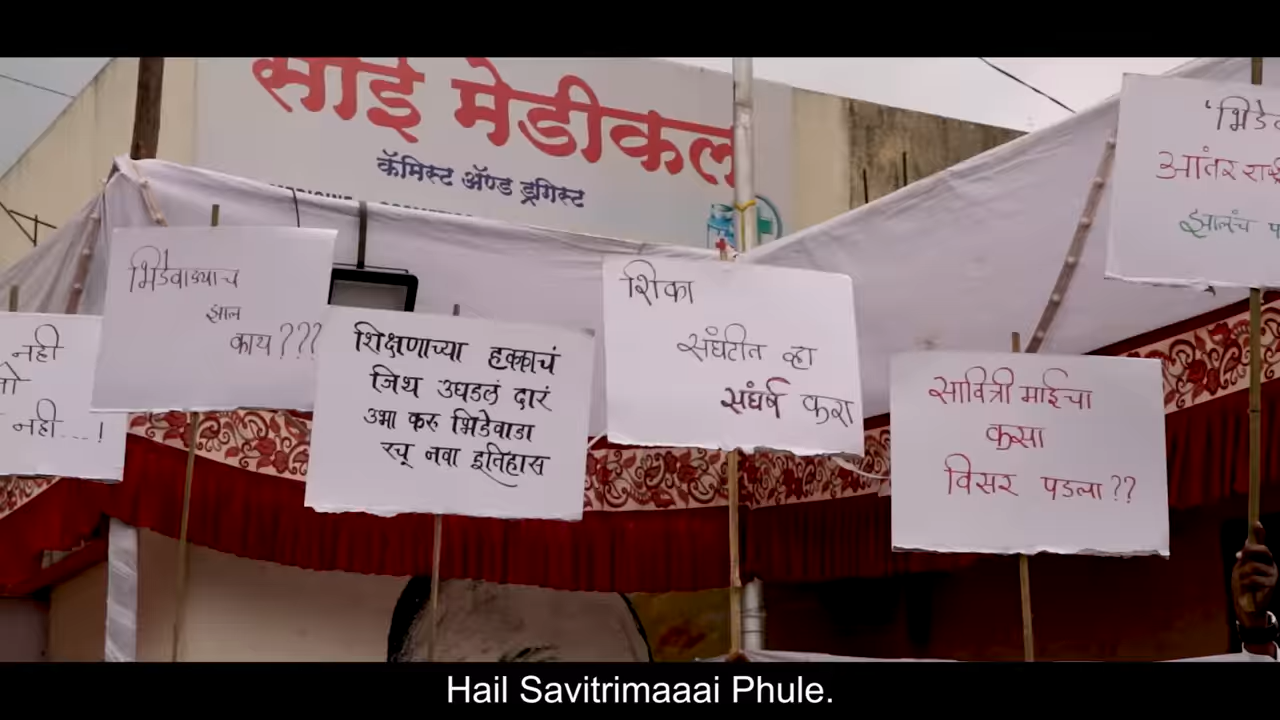 साई मेडीकल
कॅमिस्ट ॲण्ड ड्रगिस्ट
नही
नही...!
भिडेवाड्याच
झाल
काय???
शिक्षणाच्या हक्काचं
जिथ उघडलं दारं
उभा करु भिडेवाडा
रचू नवा इतिहास
शिका
संघटीत व्हा
संघर्ष करा
सावित्री माईचा
कसा
विसर पडला??
झालंच
Hail Savitrimaaai Phule.